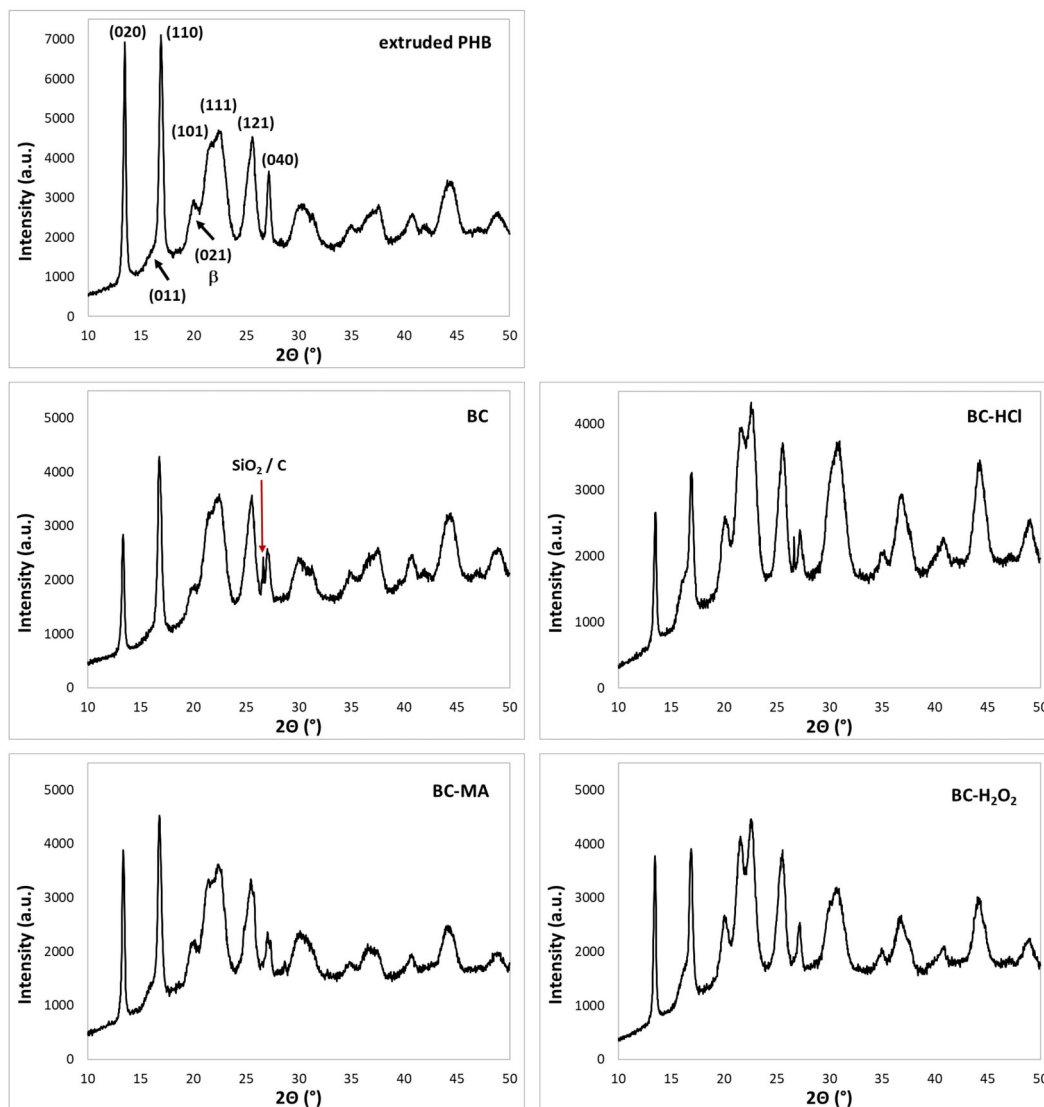 extruded PHB
(020)
(110)
(111)
(101)
(121)
(040)
(021)
β
(011)
Intensity (a.u.)
7000
6000
5000
4000
3000
2000
1000
0
10 15 20 25 30 35 40 45 50
2Θ (°)
BC
SiO₂ / C
Intensity (a.u.)
5000
4000
3000
2000
1000
0
10 15 20 25 30 35 40 45 50
2Θ (°)
BC-HCl
Intensity (a.u.)
4000
3000
2000
1000
0
10 15 20 25 30 35 40 45 50
2Θ (°)
BC-MA
Intensity (a.u.)
5000
4000
3000
2000
1000
0
10 15 20 25 30 35 40 45 50
2Θ (°)
BC-H₂O₂
Intensity (a.u.)
5000
4000
3000
2000
1000
0
10 15 20 25 30 35 40 45 50
2Θ (°)